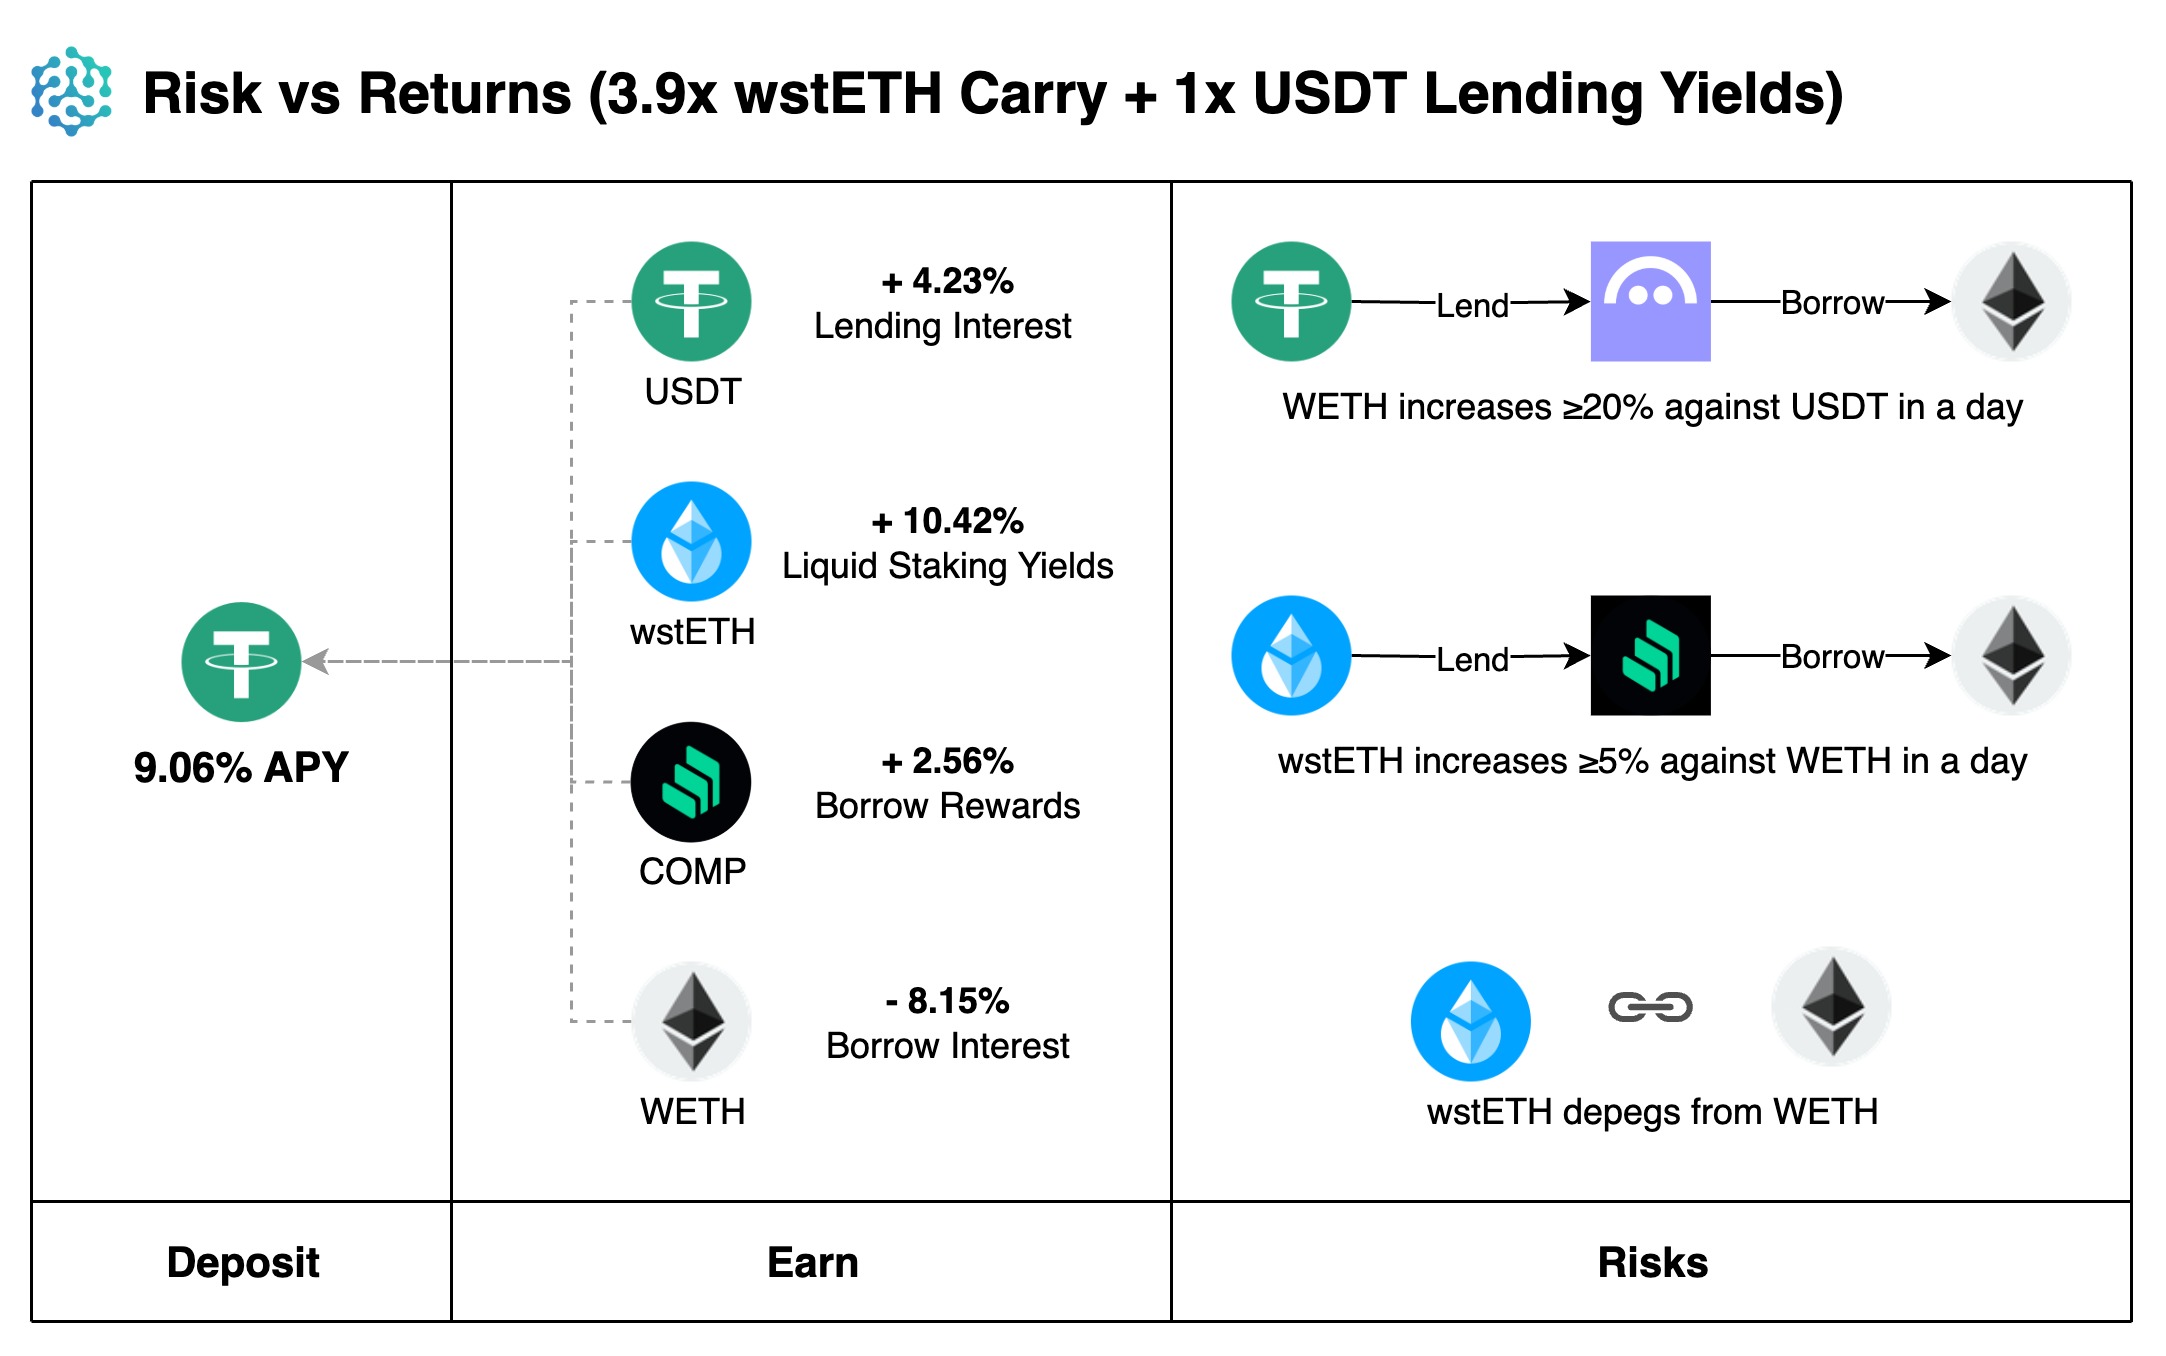 Risk vs Returns (3.9x wstETH Carry + 1x USDT Lending Yields)
9.06% APY
USDT
+ 4.23%
Lending Interest
wstETH
+ 10.42%
Liquid Staking Yields
COMP
+ 2.56%
Borrow Rewards
WETH
- 8.15%
Borrow Interest
Lend
Borrow
WETH increases ≥20% against USDT in a day
Lend
Borrow
wstETH increases ≥5% against WETH in a day
wstETH depegs from WETH
Deposit
Earn
Risks